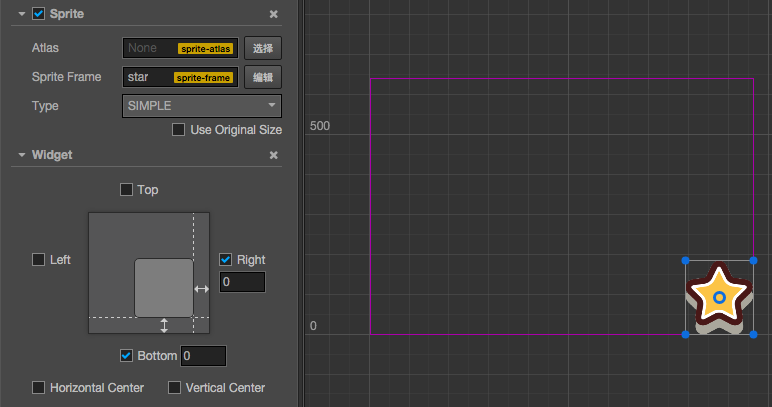 Sprite
Atlas None sprite-atlas 选择
Sprite Frame star sprite-frame 编辑
Type SIMPLE
Use Original Size
Widget
Top
Left
Right
0
Bottom 0
Horizontal Center Vertical Center
500
0